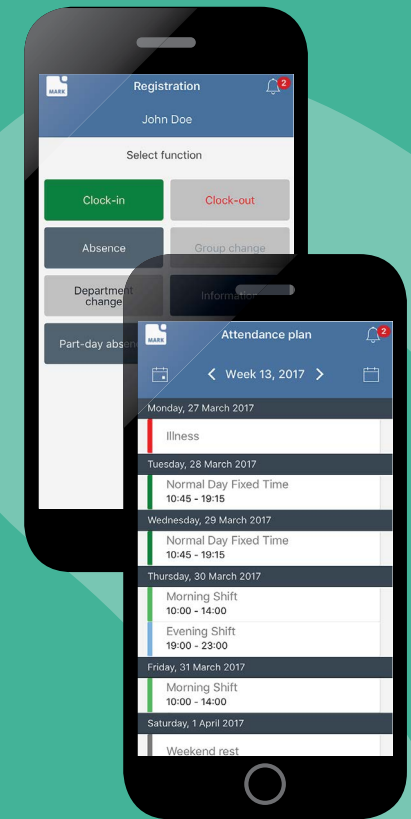 MARK
Registration
2
John Doe
Select function
Clock-in
Clock-out
Absence
Group change
Department
change
Information
Part-day absen
MARK
Attendance plan
2
Week 13, 2017
Monday, 27 March 2017
Illness
Tuesday, 28 March 2017
Normal Day Fixed Time
10:45 - 19:15
Wednesday, 29 March 2017
Normal Day Fixed Time
10:45 - 19:15
Thursday, 30 March 2017
Morning Shift
10:00 - 14:00
Evening Shift
19:00 - 23:00
Friday, 31 March 2017
Morning Shift
10:00 - 14:00
Saturday, 1 April 2017
Weekend rest